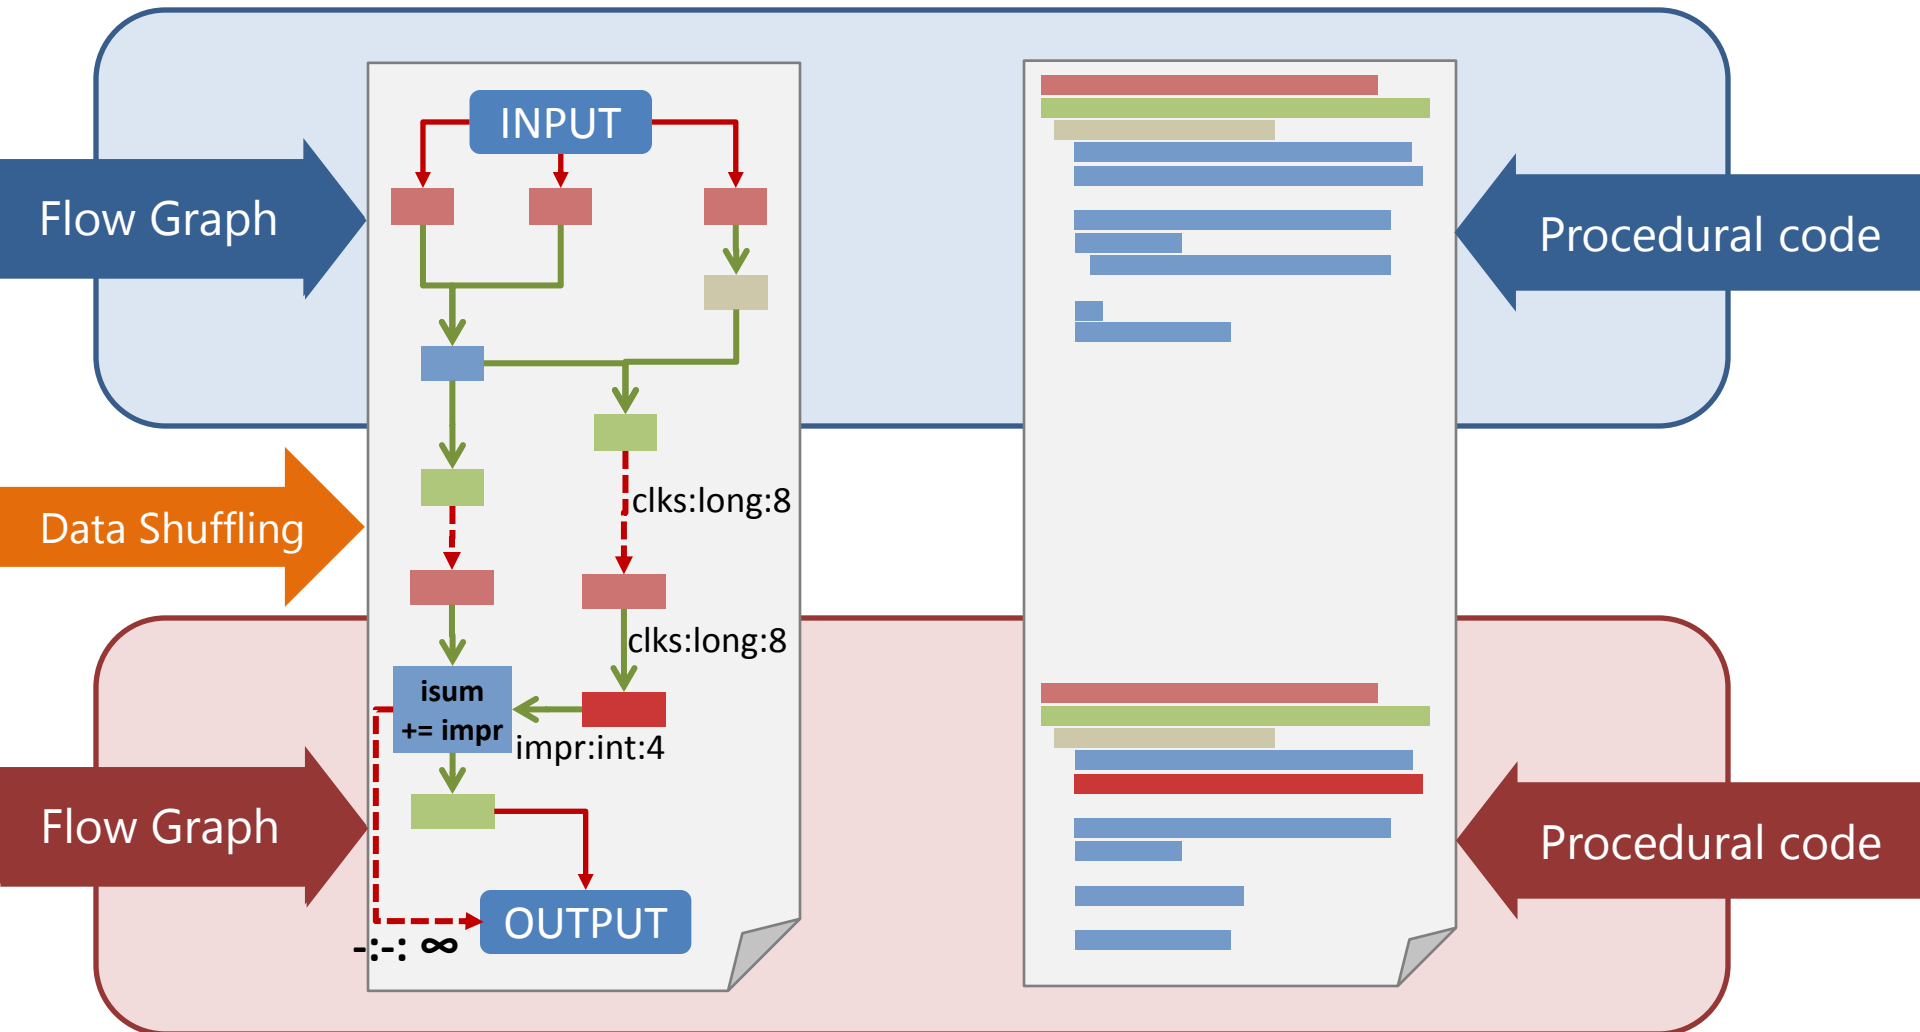 INPUT
Flow Graph
Procedural code
clks:long:8
Data Shuffling
clks:long:8
isum
+= impr
impr:int:4
Flow Graph
Procedural code
OUTPUT
-:-: ∞